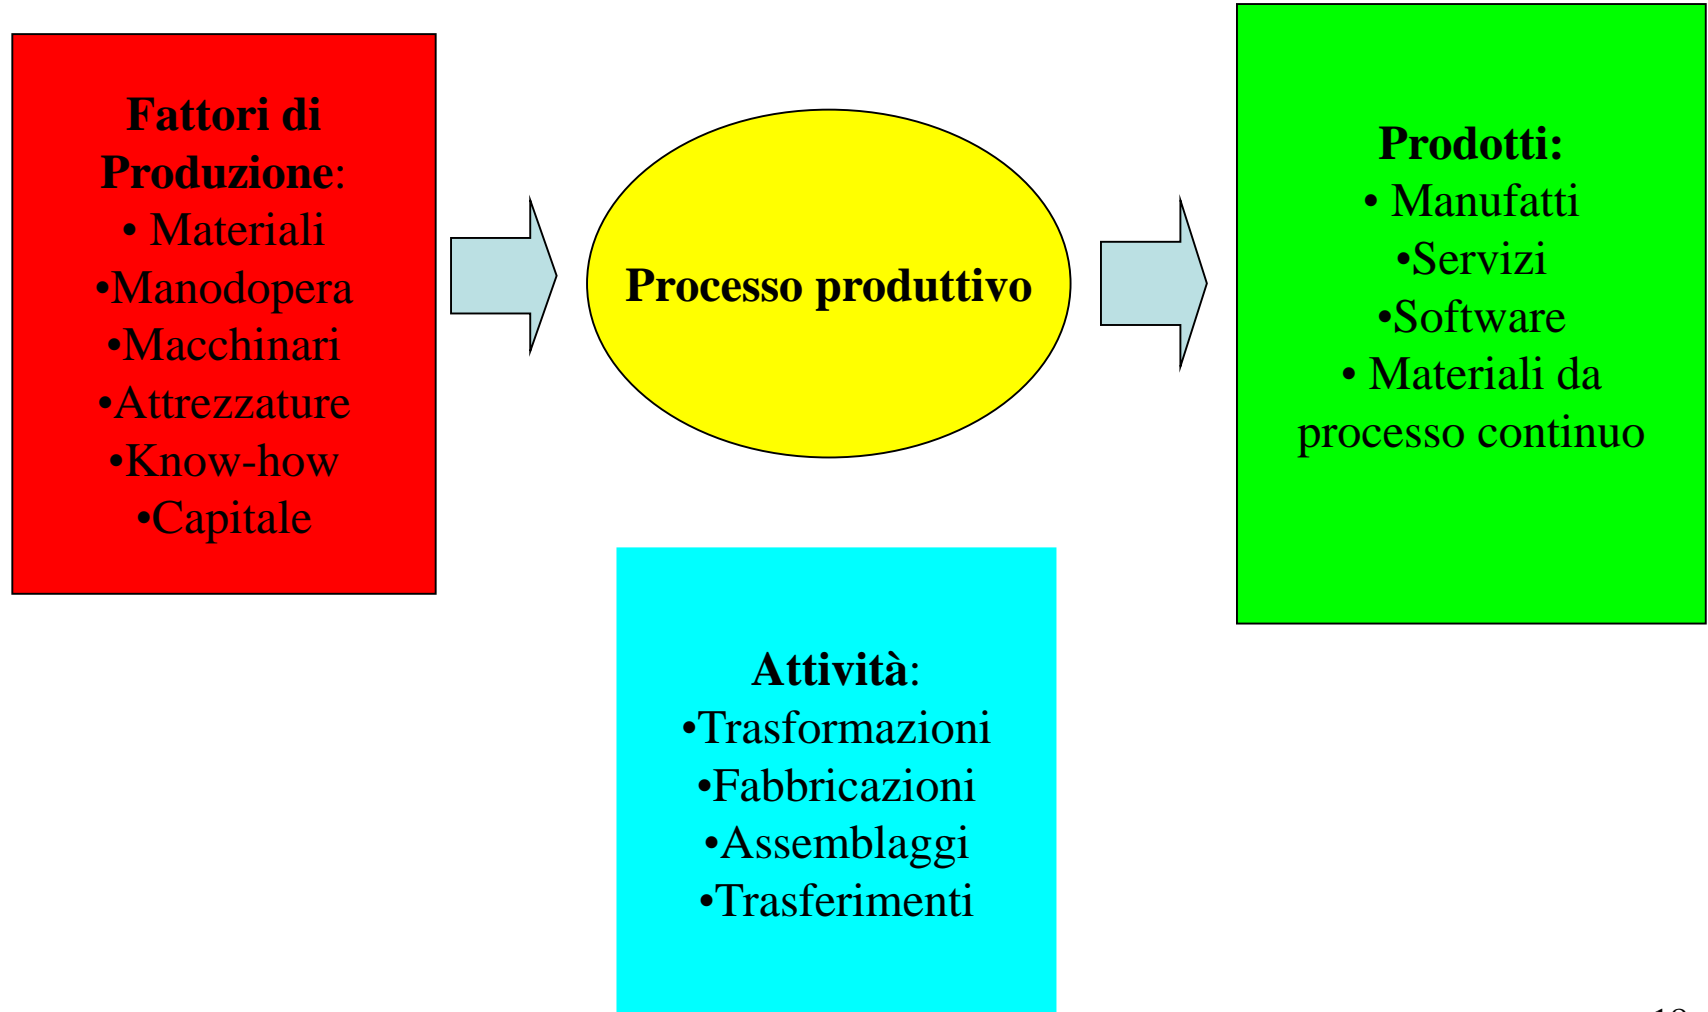 Fattori di
Produzione:
• Materiali
•Manodopera
•Macchinari
•Attrezzature
•Know-how
•Capitale
Processo produttivo
Prodotti:
• Manufatti
•Servizi
•Software
• Materiali da
processo continuo
Attività:
•Trasformazioni
•Fabbricazioni
•Assemblaggi
•Trasferimenti